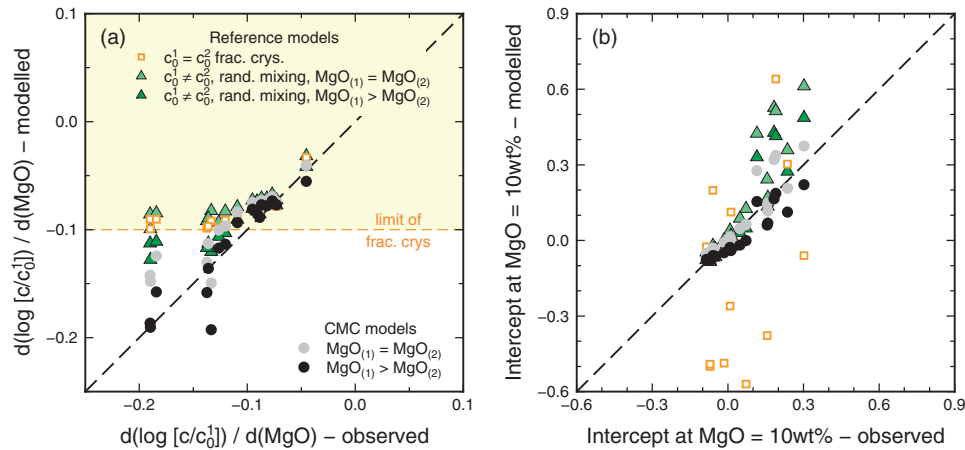 (a)
Reference models
c₀¹ = c₀² frac. crys.
c₀¹ ≠ c₀², rand. mixing, MgO₍₁₎ = MgO₍₂₎
c₀¹ ≠ c₀², rand. mixing, MgO₍₁₎ > MgO₍₂₎
limit of
frac. crys
CMC models
MgO₍₁₎ = MgO₍₂₎
MgO₍₁₎ > MgO₍₂₎
0.1
0.0
−0.1
−0.2
d(log [c/c₀¹]) / d(MgO) – modelled
−0.2
−0.1
0.0
0.1
d(log [c/c₀¹]) / d(MgO) – observed
(b)
0.9
0.6
0.3
0.0
−0.3
−0.6
Intercept at MgO = 10wt% – modelled
−0.6
−0.3
0.0
0.3
0.6
0.9
Intercept at MgO = 10wt% – observed